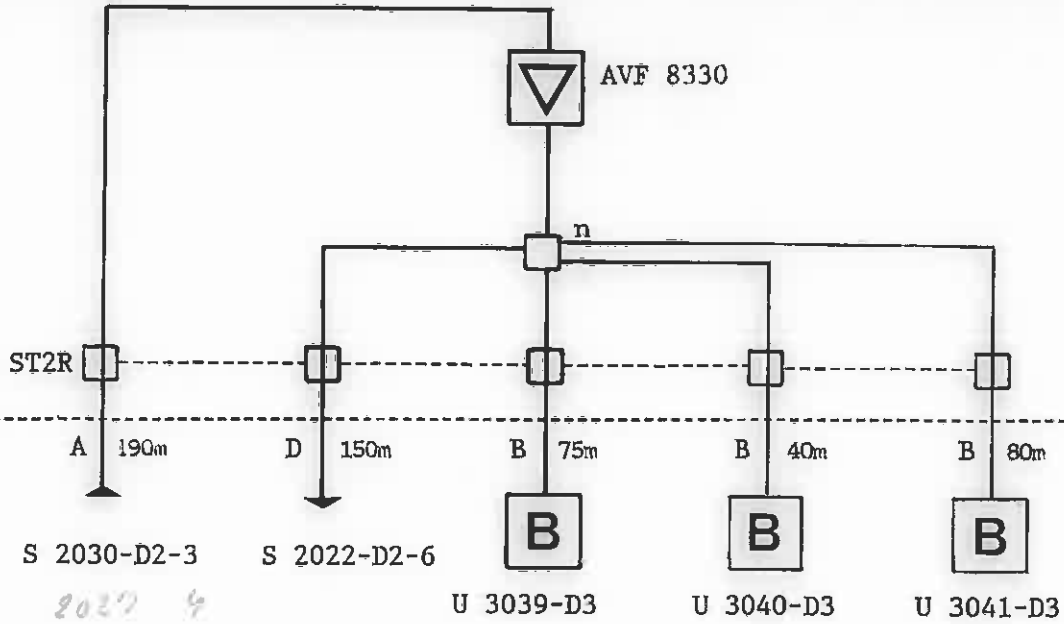 AVF 8330
n
ST2R
A 190m D 150m B 75m B 40m B 80m
B B B
S 2030-D2-3 S 2022-D2-6
U 3039-D3 U 3040-D3 U 3041-D3